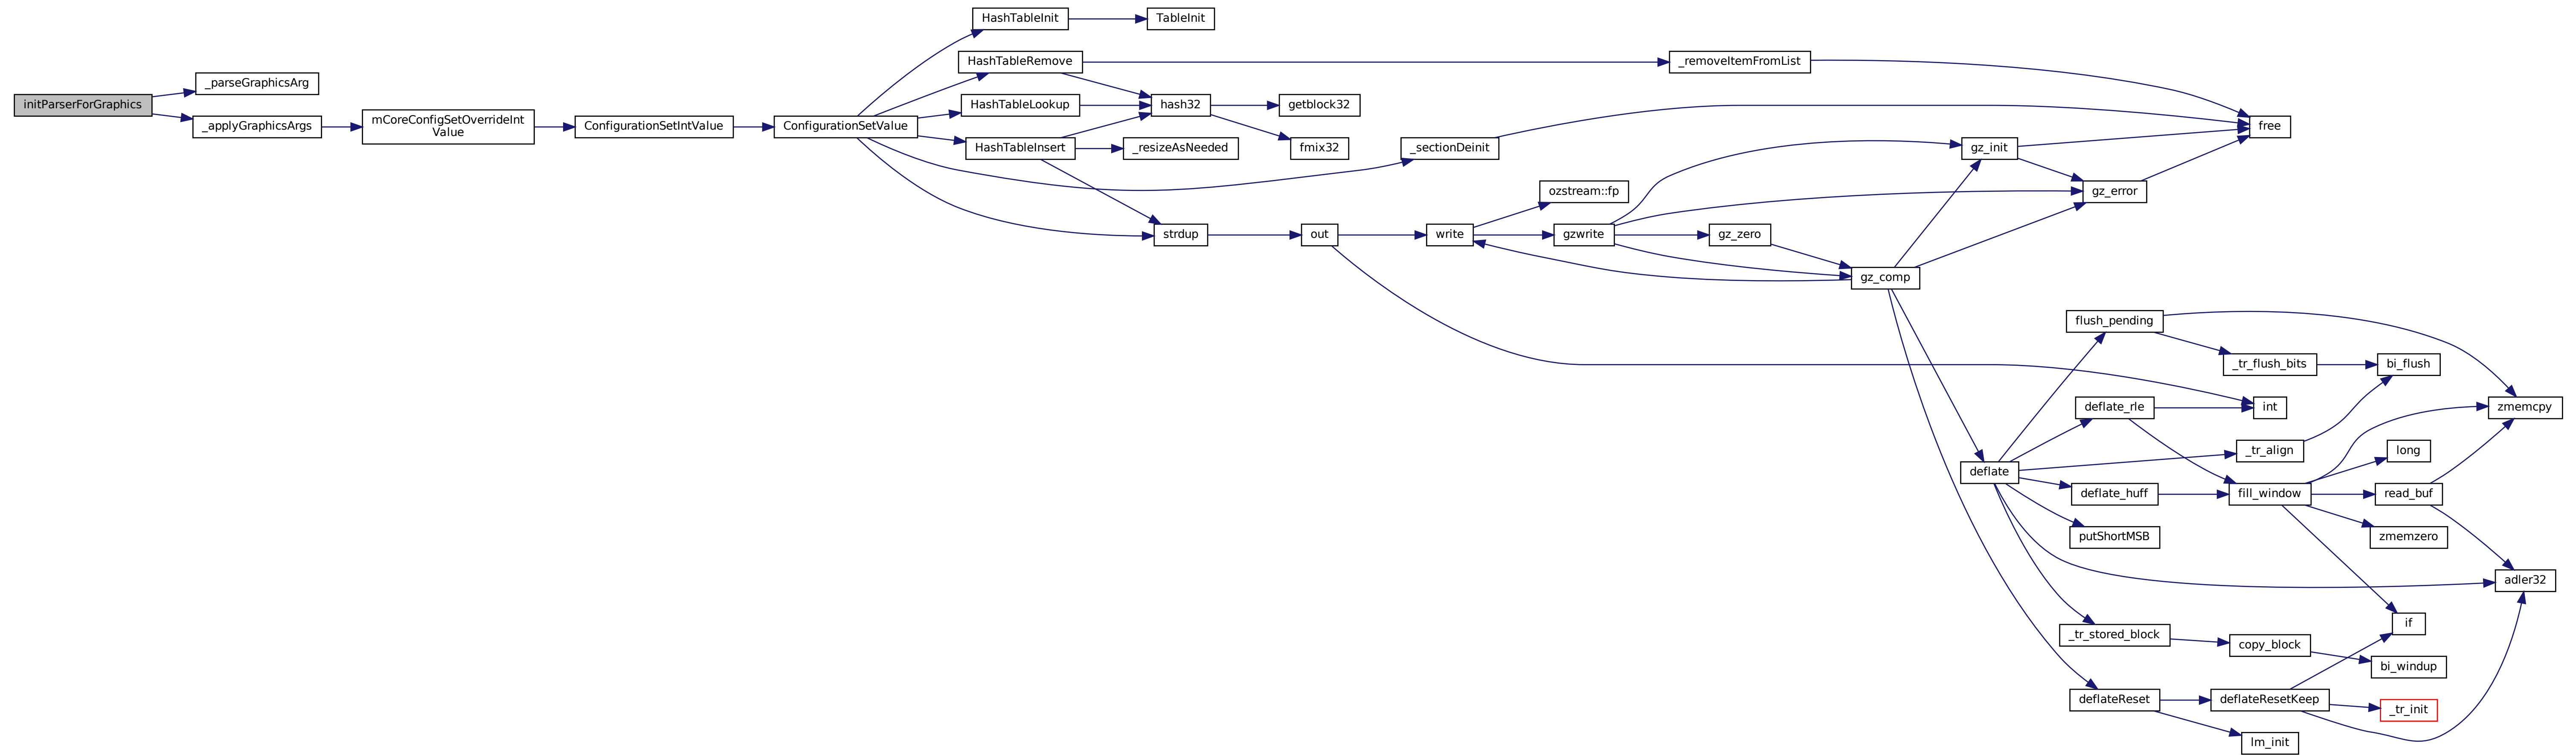 initParserForGraphics
_parseGraphicsArg
_applyGraphicsArgs
mCoreConfigSetOverrideInt
Value
ConfigurationSetIntValue
ConfigurationSetValue
HashTableInit
TableInit
HashTableRemove
_removeItemFromList
HashTableLookup
hash32
getblock32
HashTableInsert
_resizeAsNeeded
fmix32
_sectionDeinit
free
strdup
out
write
ozstream::fp
gzwrite
gz_zero
gz_init
gz_error
gz_comp
flush_pending
_tr_flush_bits
bi_flush
deflate_rle
int
zmemcpy
_tr_align
long
deflate
deflate_huff
fill_window
read_buf
putShortMSB
zmemzero
adler32
_tr_stored_block
copy_block
if
bi_windup
deflateReset
deflateResetKeep
_tr_init
lm_init